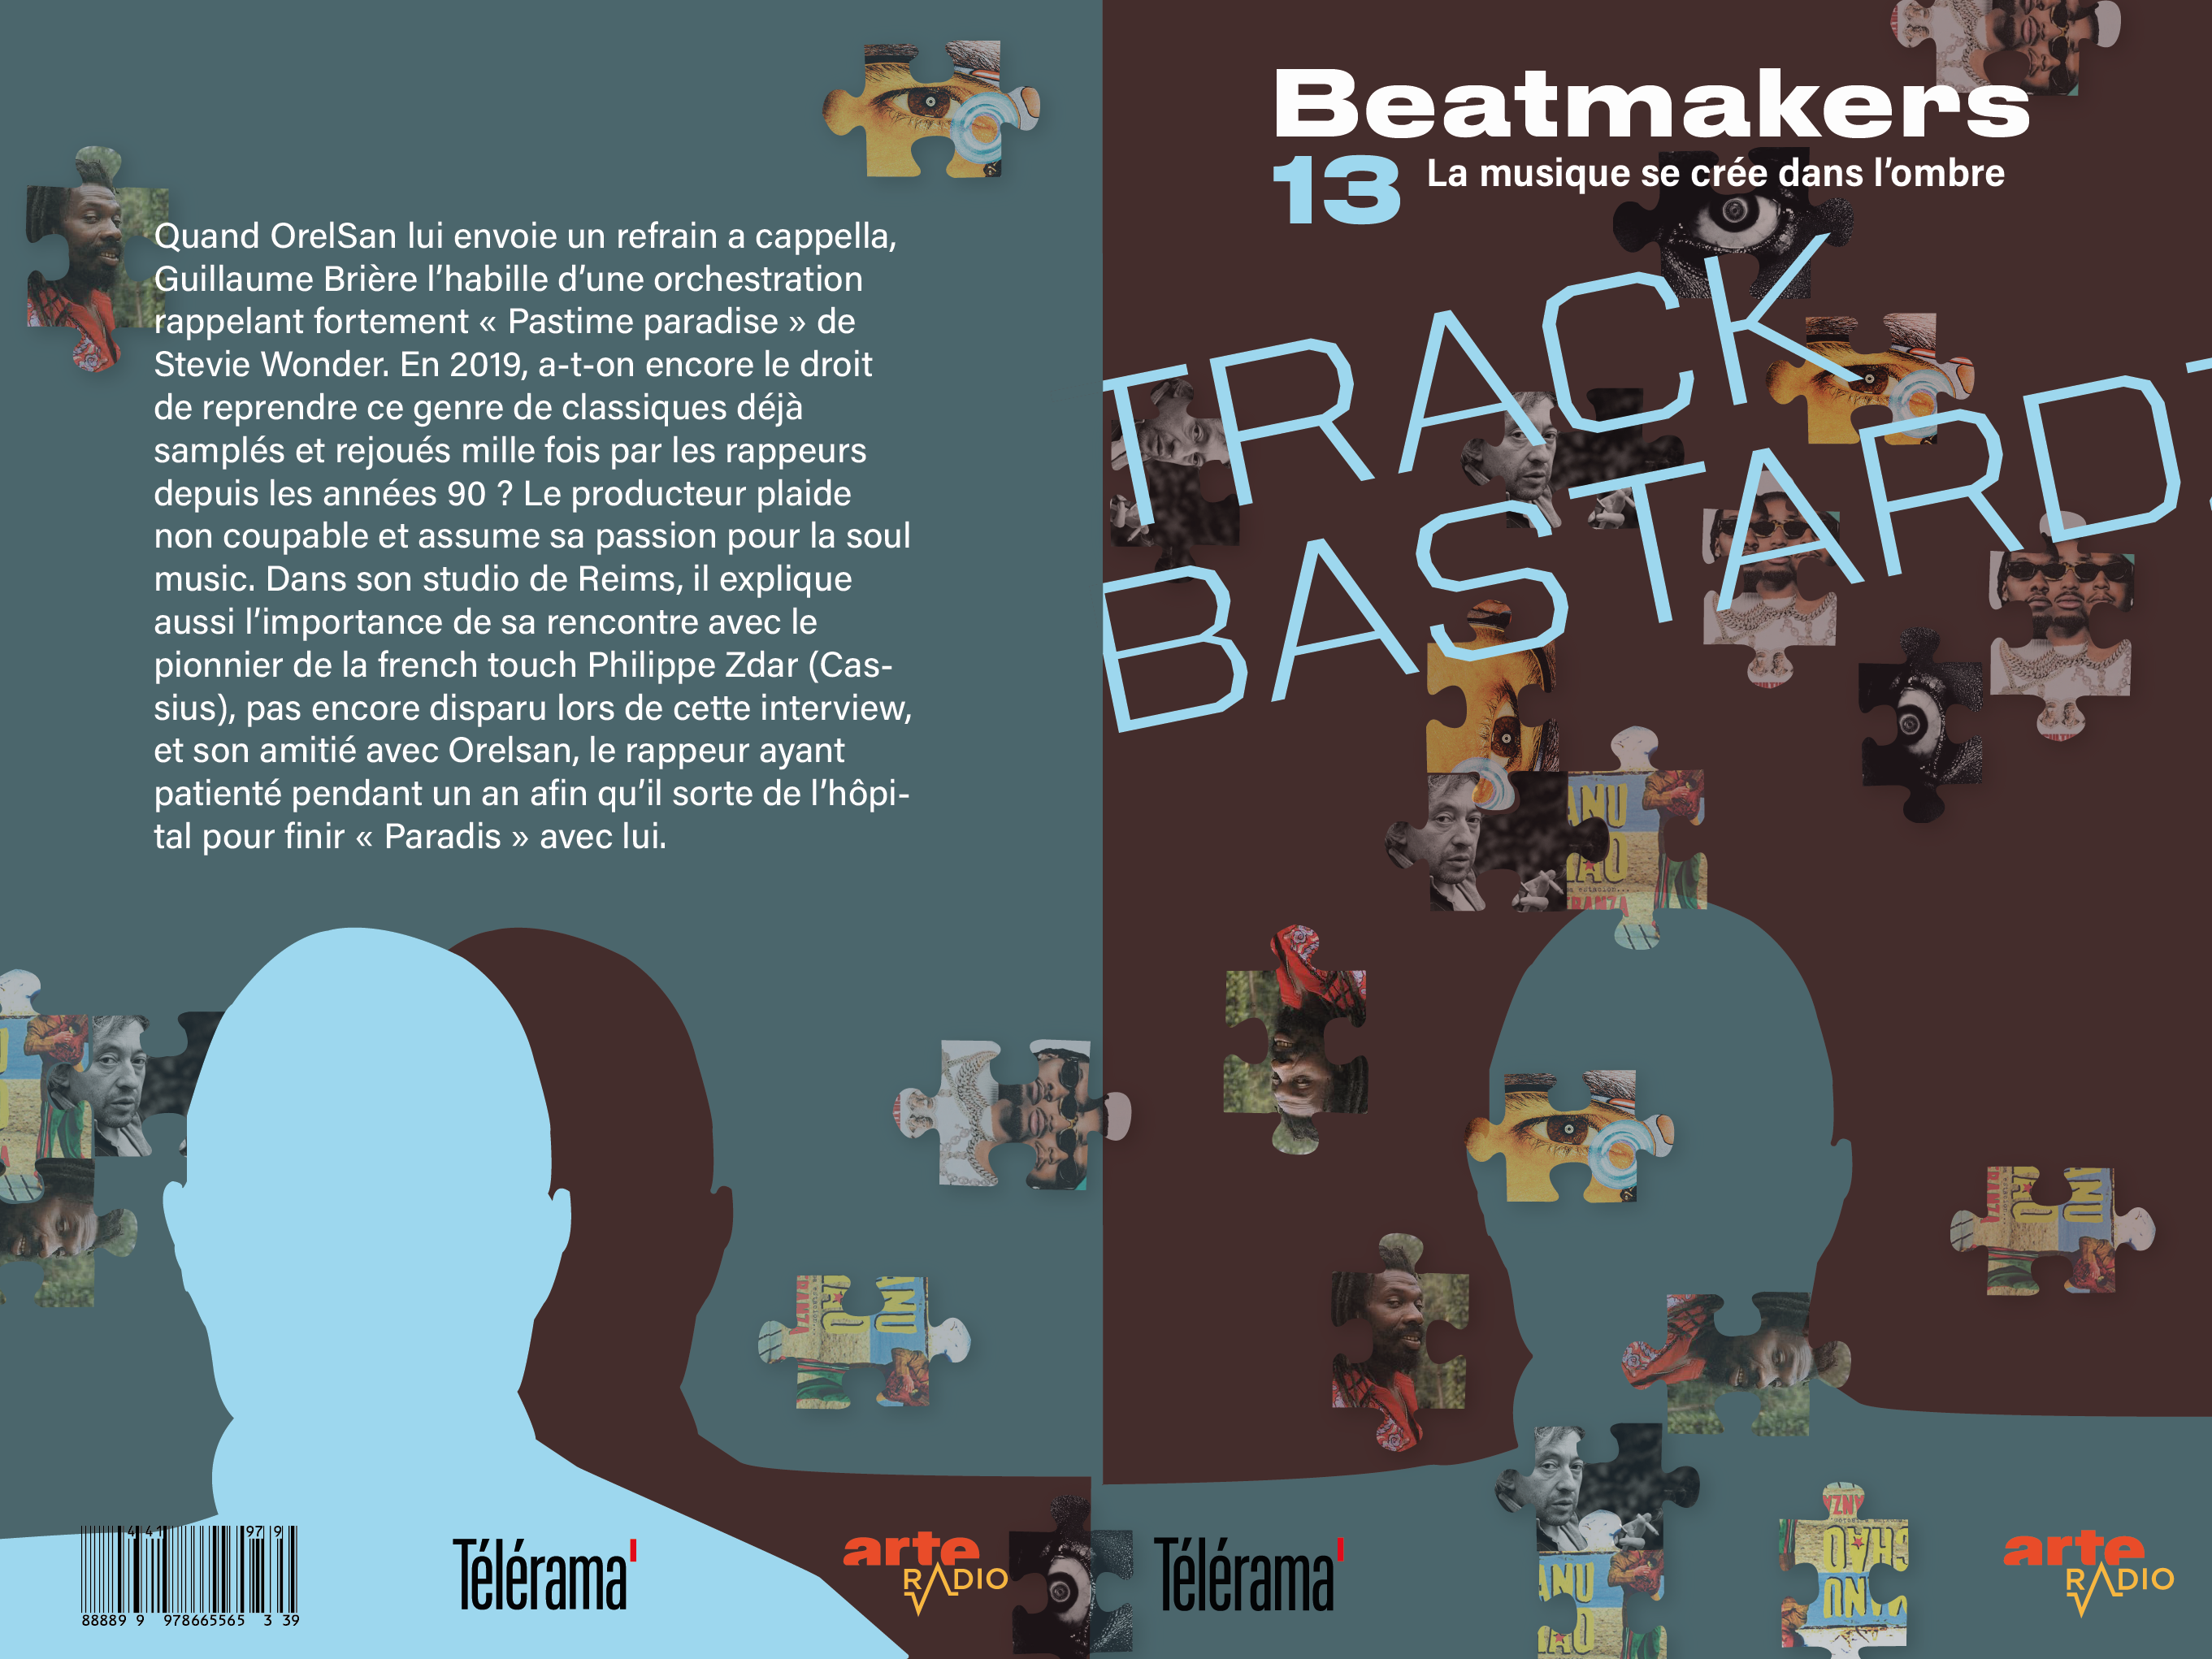 Quand OrelSan lui envoie un refrain a cappella,
Guillaume Brière l’habille d’une orchestration
rappelant fortement « Pastime paradise » de
Stevie Wonder. En 2019, a-t-on encore le droit
de reprendre ce genre de classiques déjà
samplés et rejoués mille fois par les rappeurs
depuis les années 90 ? Le producteur plaide
non coupable et assume sa passion pour la soul
music. Dans son studio de Reims, il explique
aussi l’importance de sa rencontre avec le
pionnier de la french touch Philippe Zdar (Cas-
sius), pas encore disparu lors de cette interview,
et son amitié avec Orelsan, le rappeur ayant
patienté pendant un an afin qu’il sorte de l’hôpi-
tal pour finir « Paradis » avec lui.
4 41 97 9
88889 9 978665565 3 39
Télérama'
arte
RADIO
Beatmakers
13 La musique se crée dans l’ombre
TRACK
BASTARD
ANU
Télérama'
arte
RADIO